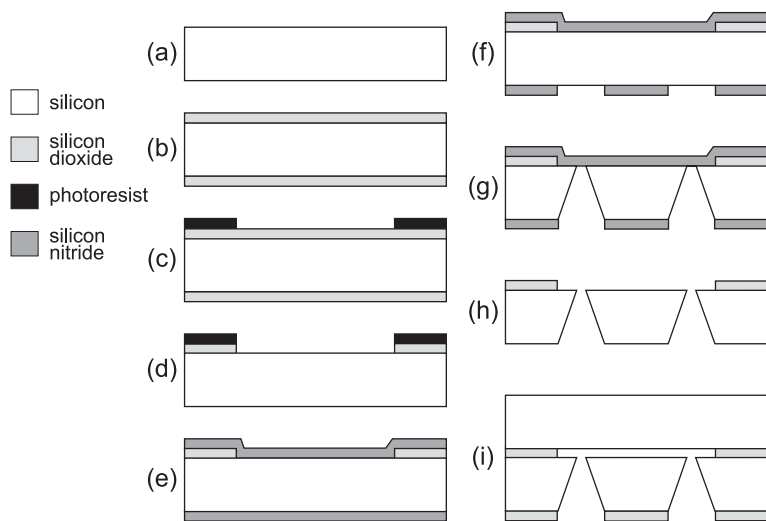 silicon
silicon
dioxide
photoresist
silicon
nitride
(a)
(b)
(c)
(d)
(e)
(f)
(g)
(h)
(i)